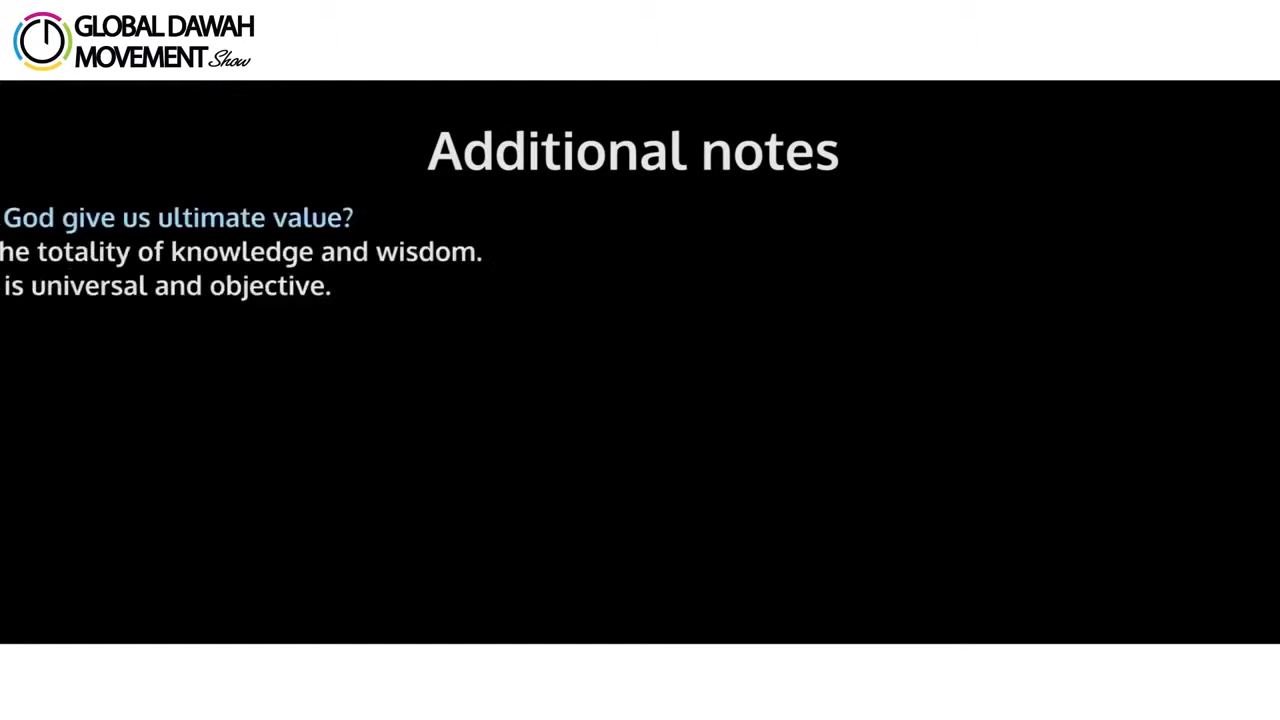 GLOBAL DAWAH
MOVEMENT Show
Additional notes
God give us ultimate value?
he totality of knowledge and wisdom.
is universal and objective.